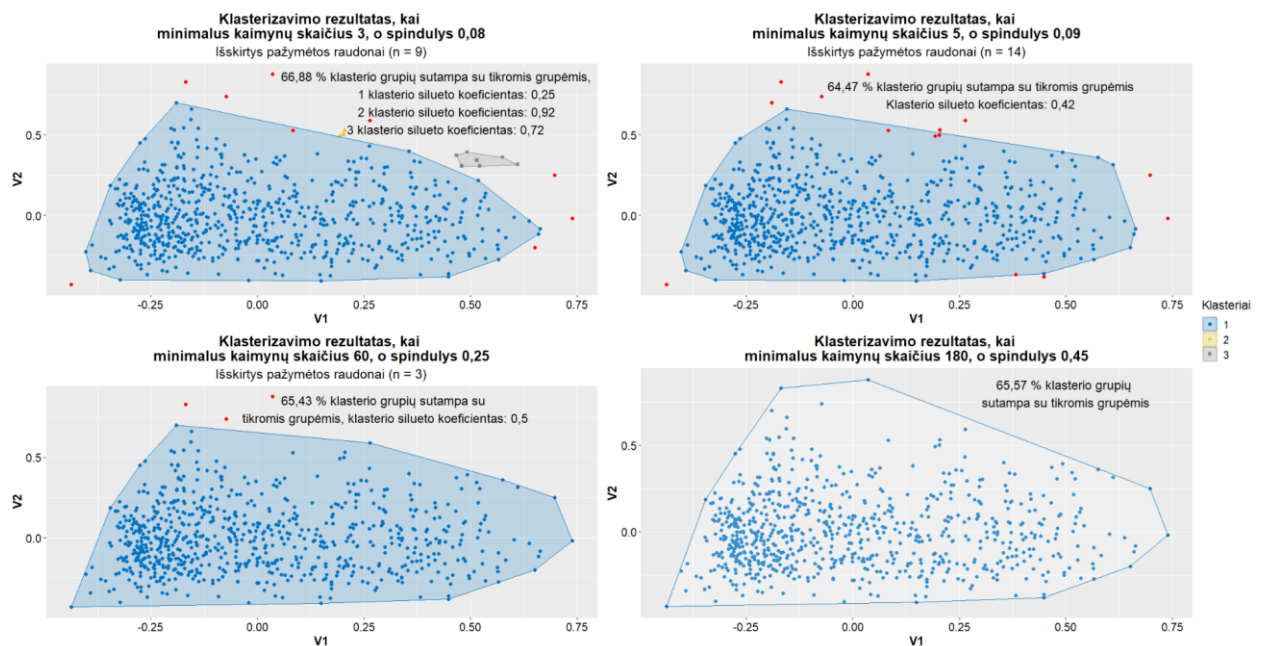 Klasterizavimo rezultatas, kai
minimalus kaimynų skaičius 3, o spindulys 0,08
Išskirtys pažymėtos raudonai (n = 9)
66,88 % klasterio grupių sutampa su tikromis grupėmis,
1 klasterio silueto koeficientas: 0,25
2 klasterio silueto koeficientas: 0,92
3 klasterio silueto koeficientas: 0,72
V2
0.5
0.0
-0.25
0.00
0.25
0.50
0.75
V1
Klasterizavimo rezultatas, kai
minimalus kaimynų skaičius 5, o spindulys 0,09
Išskirtys pažymėtos raudonai (n = 14)
64,47 % klasterio grupių sutampa su tikromis grupėmis
Klasterio silueto koeficientas: 0,42
V2
0.5
0.0
-0.25
0.00
0.25
0.50
0.75
V1
Klasterizavimo rezultatas, kai
minimalus kaimynų skaičius 60, o spindulys 0,25
Išskirtys pažymėtos raudonai (n = 3)
65,43 % klasterio grupių sutampa su
tikromis grupėmis, klasterio silueto koeficientas: 0,5
V2
0.5
0.0
-0.25
0.00
0.25
0.50
0.75
V1
Klasterizavimo rezultatas, kai
minimalus kaimynų skaičius 180, o spindulys 0,45
65,57 % klasterio grupių
sutampa su tikromis grupėmis
V2
0.5
0.0
-0.25
0.00
0.25
0.50
0.75
V1
Klasteriai
1
2
3